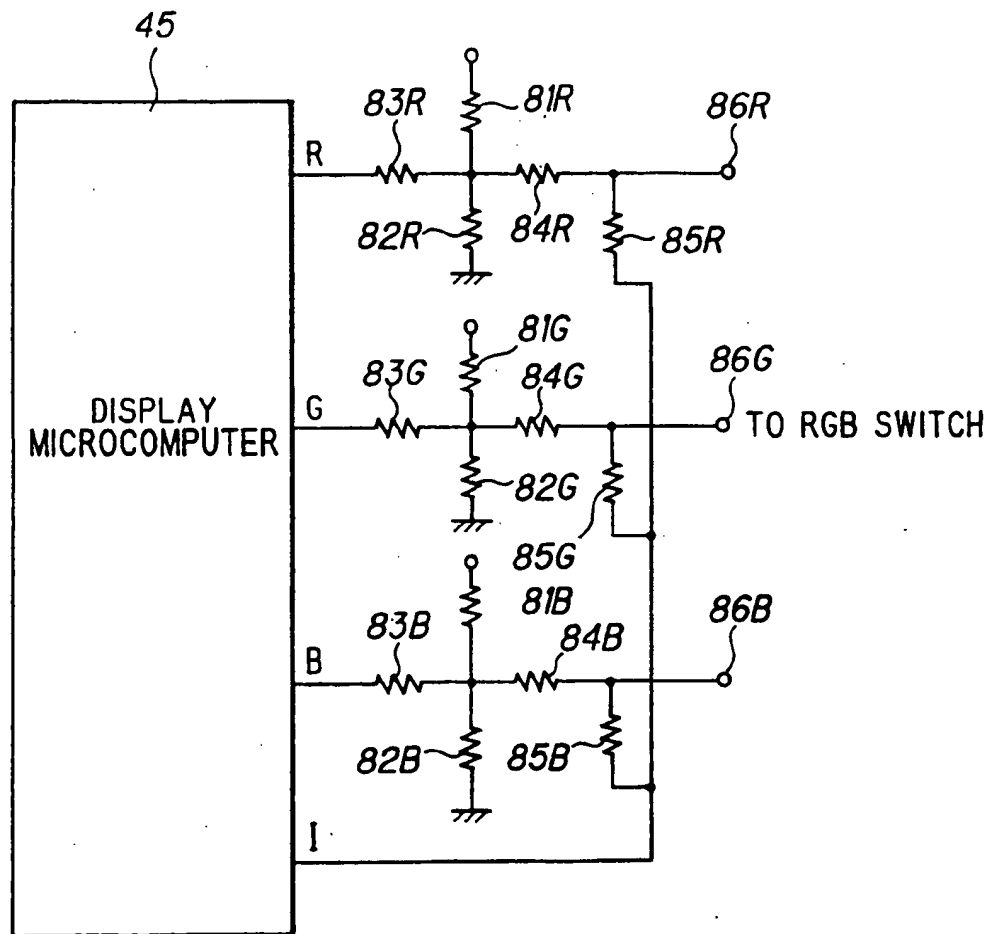 45
83R
81R
86R
R
82R
84R
85R
81G
83G
84G
86G
G
DISPLAY
MICROCOMPUTER
TO RGB SWITCH
82G
85G
81B
83B
84B
86B
B
82B
85B
I